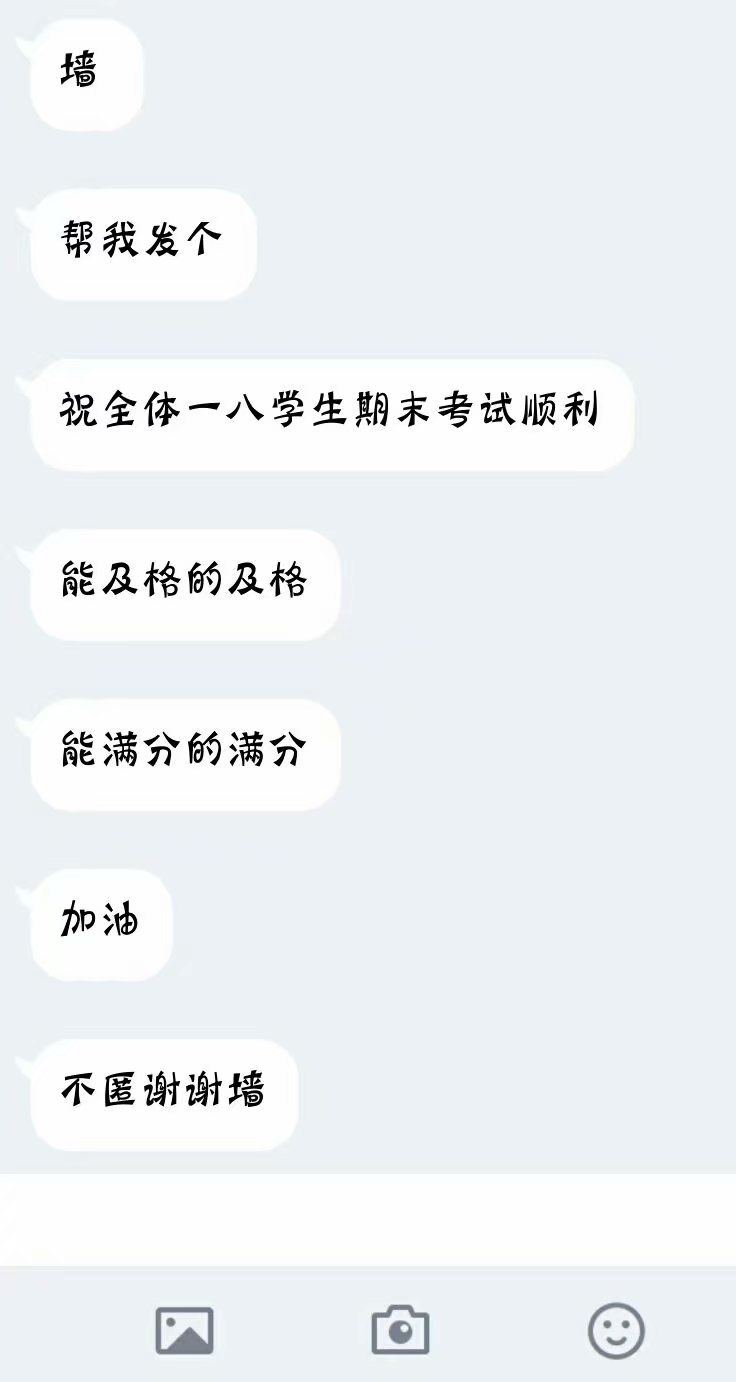 墙
帮我发个
祝全体一八学生期末考试顺利
能及格的及格
能满分的满分
加油
不匿谢谢墙